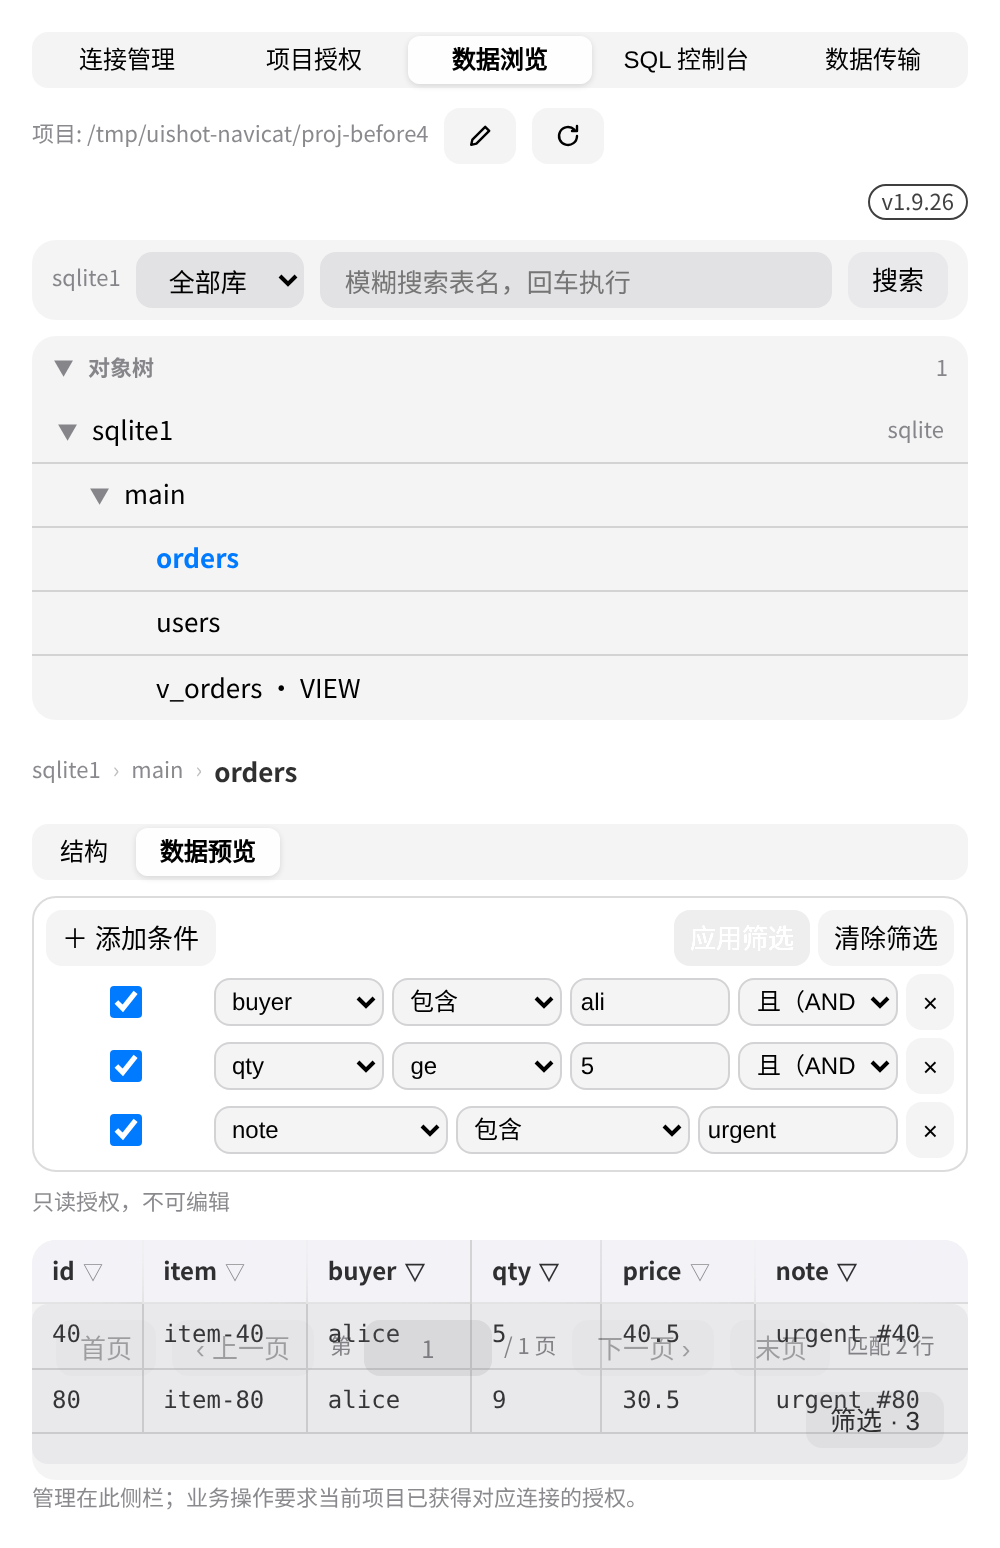 连接管理 项目授权 数据浏览 SQL 控制台 数据传输
项目: /tmp/uishot-navicat/proj-before4
v1.9.26
sqlite1 全部库 模糊搜索表名，回车执行 搜索
▼ 对象树 1
▼ sqlite1 sqlite
▼ main
orders
users
v_orders · VIEW
sqlite1 › main › orders
结构 数据预览
＋ 添加条件 应用筛选 清除筛选
buyer 包含 ali 且（AND ×
qty ge 5 且（AND ×
note 包含 urgent ×
只读授权，不可编辑
id ▽ item ▽ buyer ▽ qty ▽ price ▽ note ▽
40 item-40 alice 5 40.5 urgent #40
首页 ‹ 上一页 第 1 / 1 页 下一页 › 末页 匹配 2 行
80 item-80 alice 9 30.5 urgent #80
筛选 · 3
管理在此侧栏；业务操作要求当前项目已获得对应连接的授权。